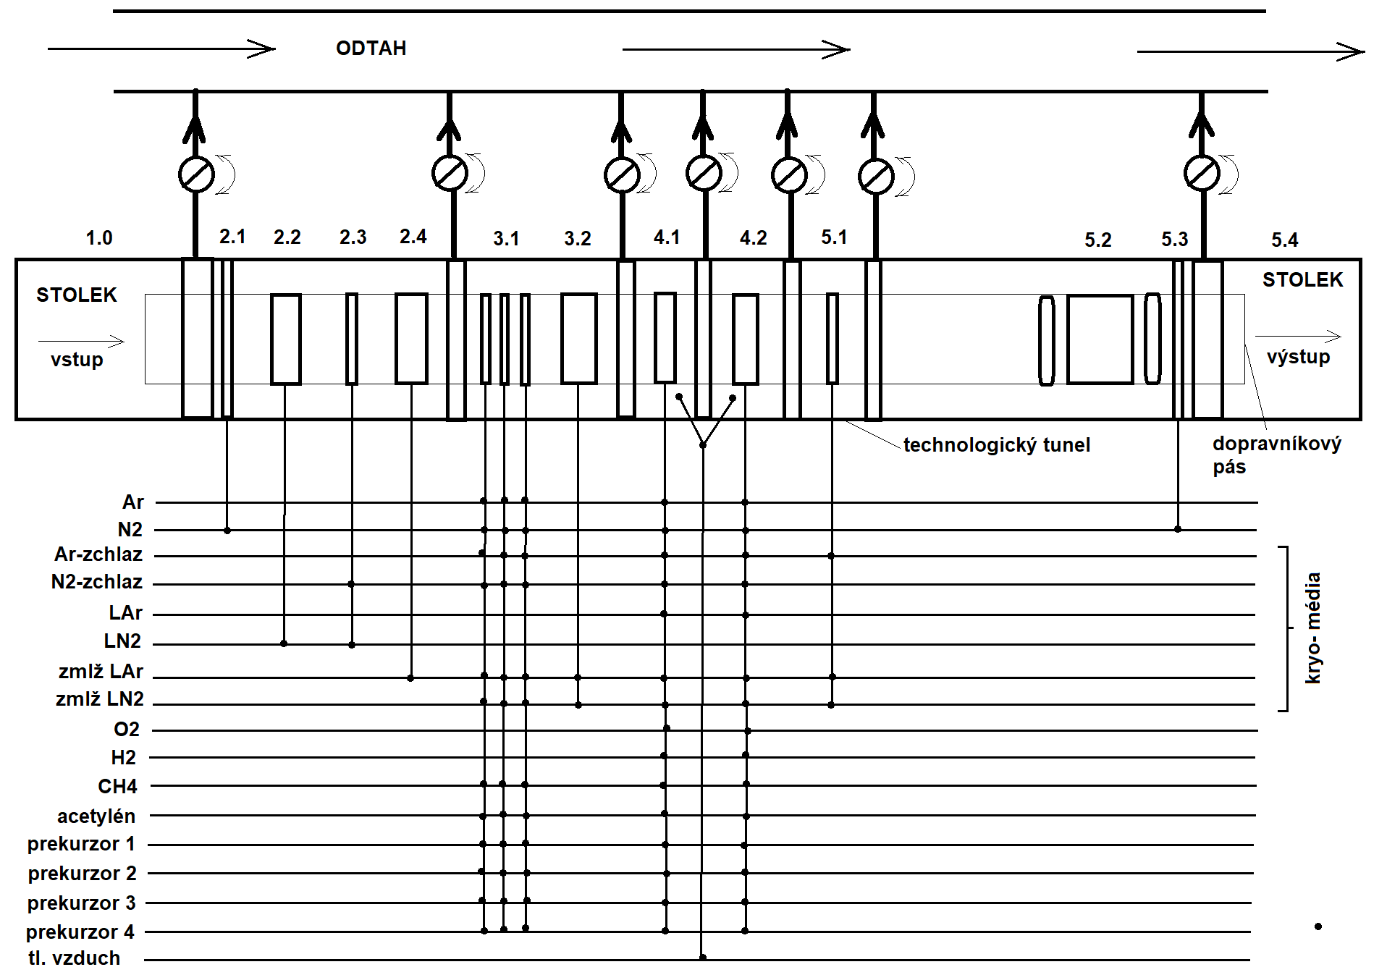 ODTAH
1.0
2.1
2.2
2.3
2.4
3.1
3.2
4.1
4.2
5.1
5.2
5.3
5.4
STOLEK
STOLEK
vstup
výstup
technologický tunel
dopravníkový
pás
Ar
N2
Ar-zchlaz
N2-zchlaz
LAr
LN2
zmlž LAr
zmlž LN2
O2
H2
CH4
acetylén
prekurzor 1
prekurzor 2
prekurzor 3
prekurzor 4
tl. vzduch
kryo- média